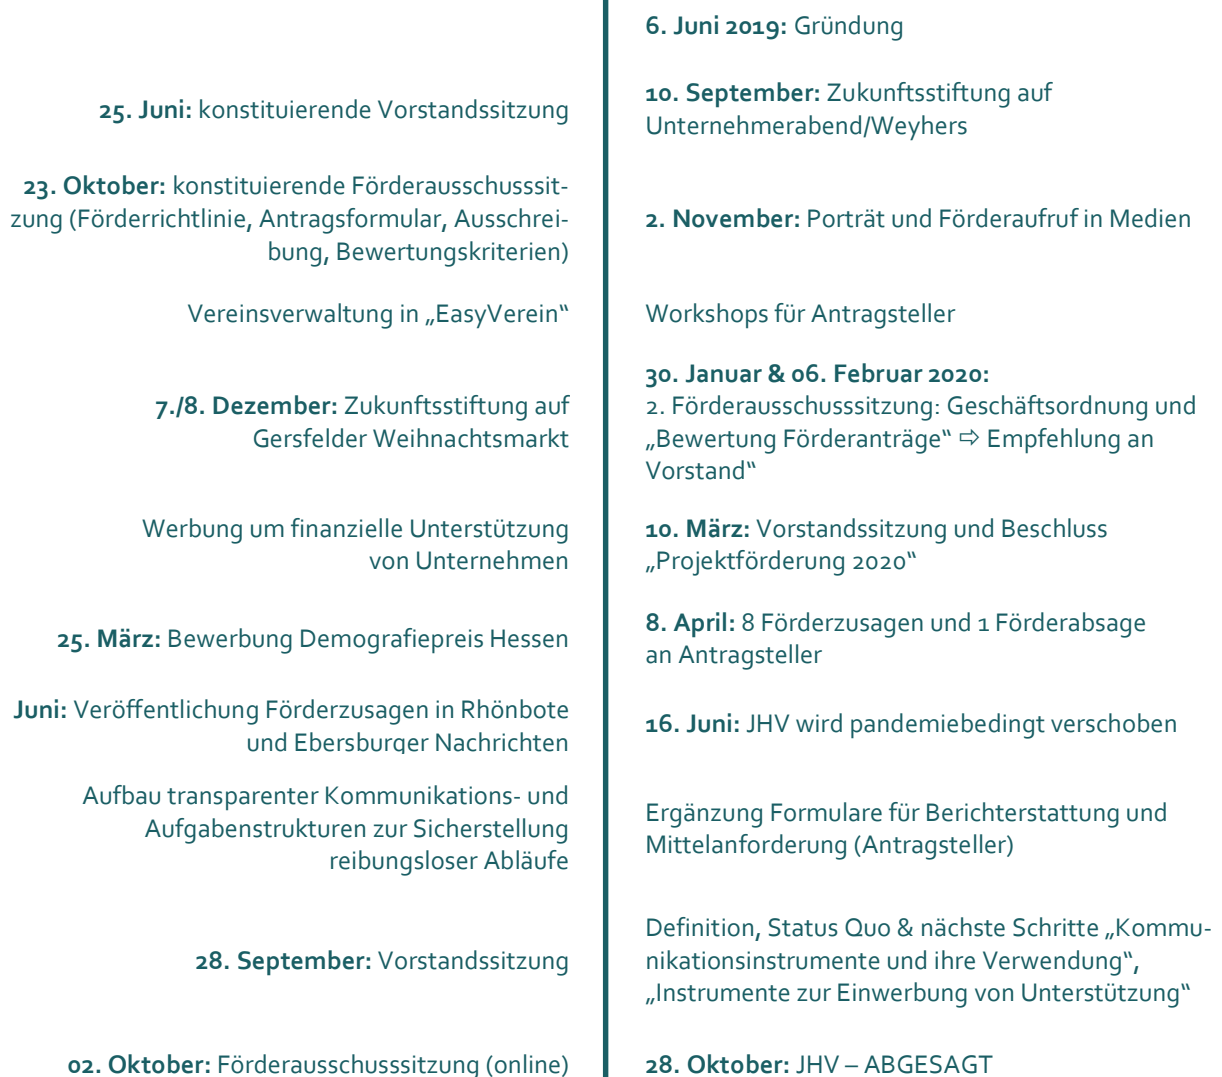 6. Juni 2019: Gründung
25. Juni: konstituierende Vorstandssitzung
10. September: Zukunftsstiftung auf
Unternehmerabend/Weyhers
23. Oktober: konstituierende Förderausschusssit-
zung (Förderrichtlinie, Antragsformular, Ausschrei-
bung, Bewertungskriterien)
2. November: Porträt und Förderaufruf in Medien
Vereinsverwaltung in „EasyVerein“
Workshops für Antragsteller
7./8. Dezember: Zukunftsstiftung auf
Gersfelder Weihnachtsmarkt
30. Januar & 06. Februar 2020:
2. Förderausschusssitzung: Geschäftsordnung und
„Bewertung Förderanträge“ ⇨ Empfehlung an
Vorstand“
Werbung um finanzielle Unterstützung
von Unternehmen
10. März: Vorstandssitzung und Beschluss
„Projektförderung 2020“
25. März: Bewerbung Demografiepreis Hessen
8. April: 8 Förderzusagen und 1 Förderabsage
an Antragsteller
Juni: Veröffentlichung Förderzusagen in Rhönbote
und Ebersburger Nachrichten
16. Juni: JHV wird pandemiebedingt verschoben
Aufbau transparenter Kommunikations- und
Aufgabenstrukturen zur Sicherstellung
reibungsloser Abläufe
Ergänzung Formulare für Berichterstattung und
Mittelanforderung (Antragsteller)
28. September: Vorstandssitzung
Definition, Status Quo & nächste Schritte „Kommu-
nikationsinstrumente und ihre Verwendung“,
„Instrumente zur Einwerbung von Unterstützung“
02. Oktober: Förderausschusssitzung (online)
28. Oktober: JHV – ABGESAGT